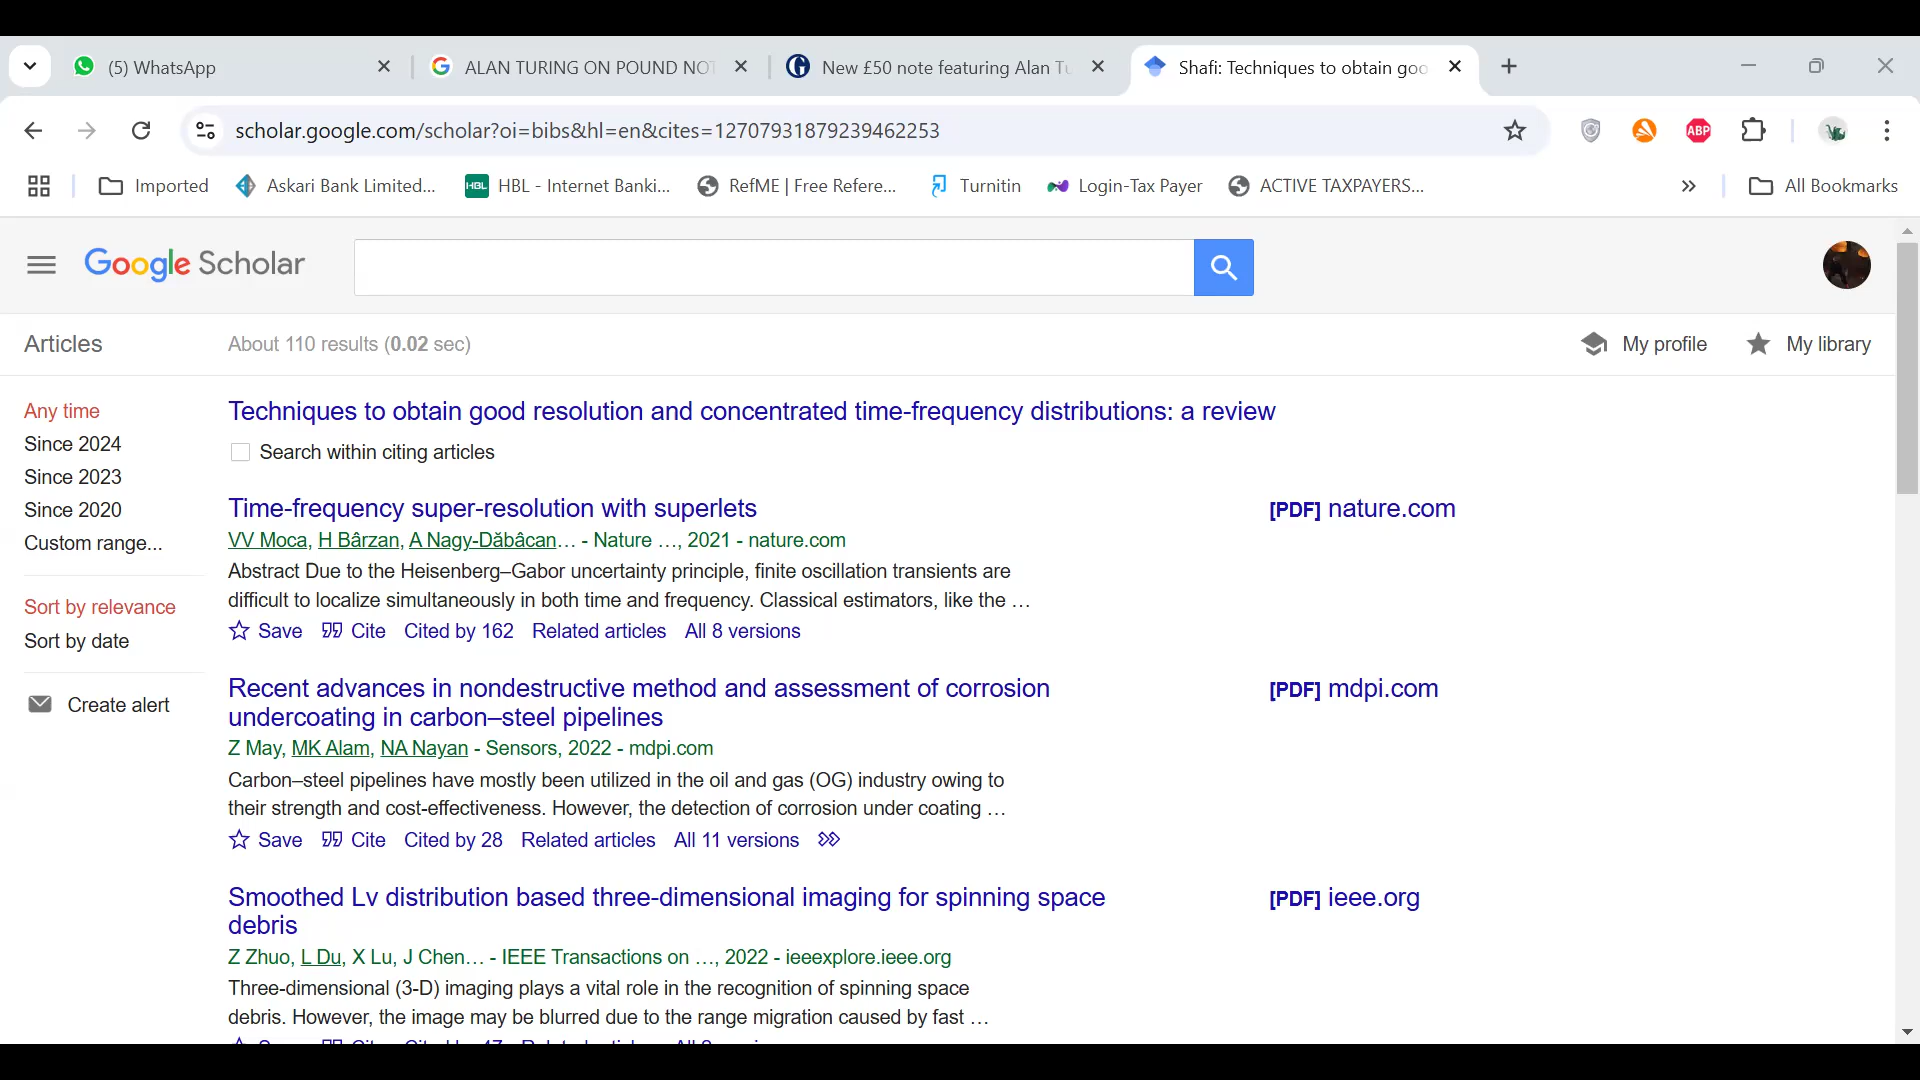 (5) WhatsApp
ALAN TURING ON POUND NOT
New £50 note featuring Alan Tu
Shafi: Techniques to obtain goo
scholar.google.com/scholar?oi=bibs&hl=en&cites=12707931879239462253
ABP
Imported
Askari Bank Limited...
HBL
HBL - Internet Banki...
RefME | Free Refere...
Turnitin
Login-Tax Payer
ACTIVE TAXPAYERS...
All Bookmarks
Google Scholar
Articles
About 110 results (0.02 sec)
My profile
My library
Any time
Since 2024
Since 2023
Since 2020
Custom range...
Sort by relevance
Sort by date
Create alert
Techniques to obtain good resolution and concentrated time-frequency distributions: a review
Search within citing articles
Time-frequency super-resolution with superlets
[PDF] nature.com
VV Moca, H Bârzan, A Nagy-Dăbâcan… - Nature …, 2021 - nature.com
Abstract Due to the Heisenberg–Gabor uncertainty principle, finite oscillation transients are
difficult to localize simultaneously in both time and frequency. Classical estimators, like the …
Save Cite Cited by 162 Related articles All 8 versions
Recent advances in nondestructive method and assessment of corrosion
undercoating in carbon–steel pipelines
[PDF] mdpi.com
Z May, MK Alam, NA Nayan - Sensors, 2022 - mdpi.com
Carbon–steel pipelines have mostly been utilized in the oil and gas (OG) industry owing to
their strength and cost-effectiveness. However, the detection of corrosion under coating …
Save Cite Cited by 28 Related articles All 11 versions
Smoothed Lv distribution based three-dimensional imaging for spinning space
debris
[PDF] ieee.org
Z Zhuo, L Du, X Lu, J Chen… - IEEE Transactions on …, 2022 - ieeexplore.ieee.org
Three-dimensional (3-D) imaging plays a vital role in the recognition of spinning space
debris. However, the image may be blurred due to the range migration caused by fast …